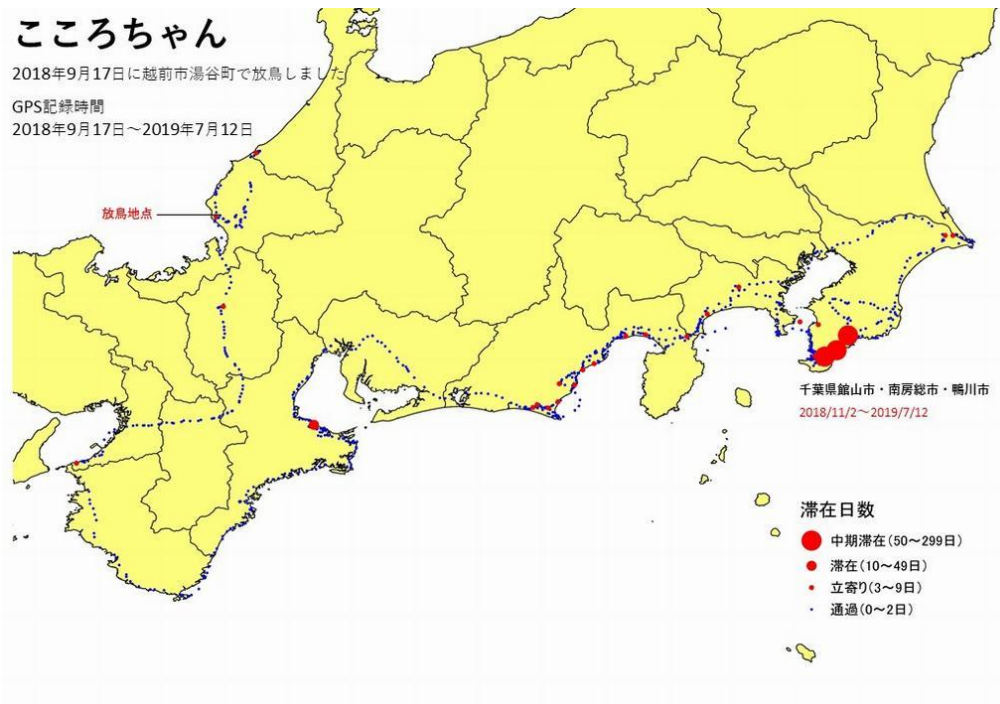 こころちゃん
2018年9月17日に越前市湯谷町で放鳥しました
GPS記録時間
2018年9月17日～2019年7月12日
放鳥地点
千葉県館山市・南房総市・鴨川市
2018/11/2～2019/7/12
滞在日数
中期滞在(50～299日)
滞在(10～49日)
立寄り(3～9日)
通過(0～2日)